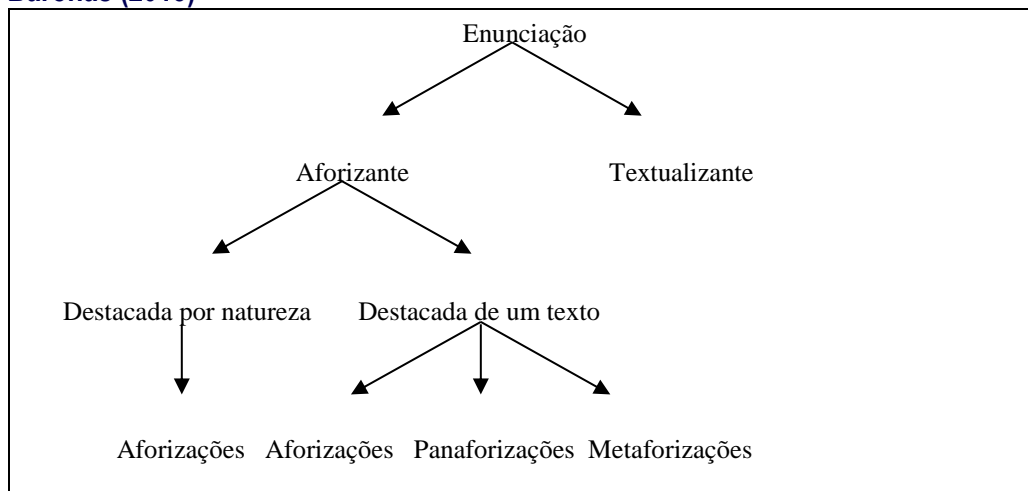 Enunciação
Aforizante Textualizante
Destacada por natureza Destacada de um texto
Aforizações Aforizações Panaforizações Metaforizações